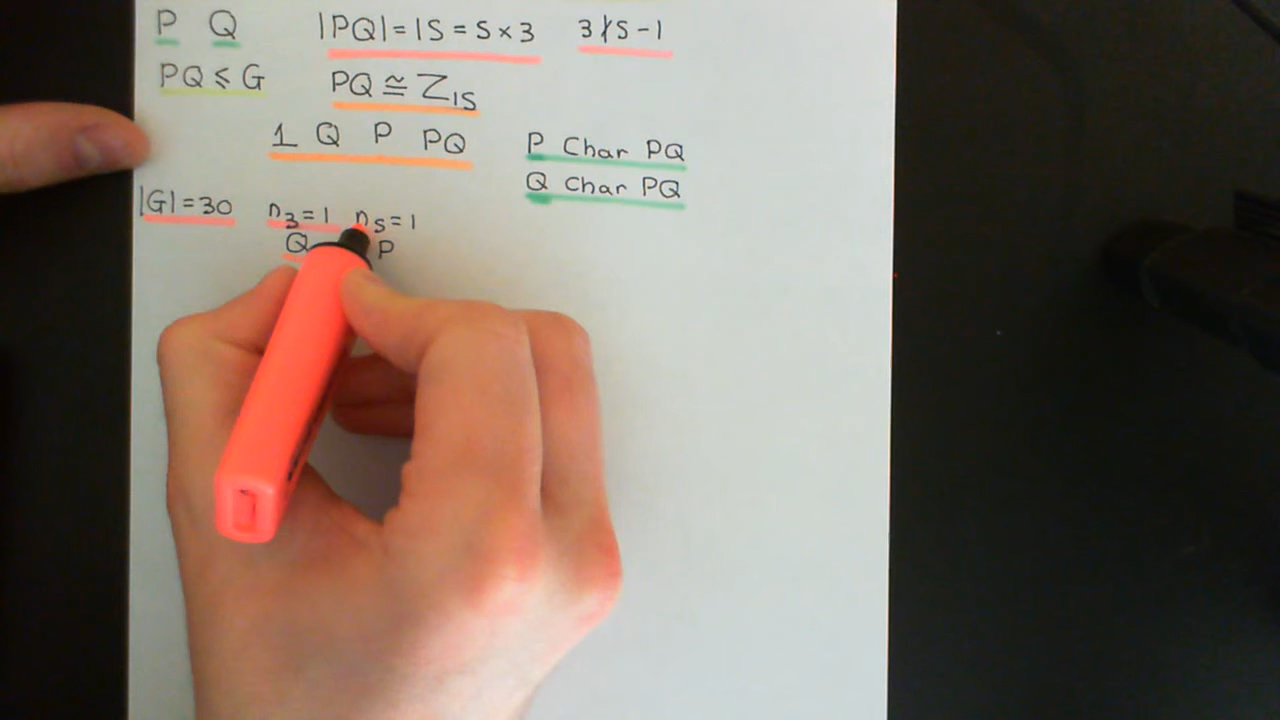 P Q |PQ| = 15 = 5 × 3 3 ∤ 5 - 1
PQ ≤ G PQ ≅ Z₁₅
1 Q P PQ P Char PQ
Q Char PQ
|G| = 30 n₃ = 1 n₅ = 1
Q P